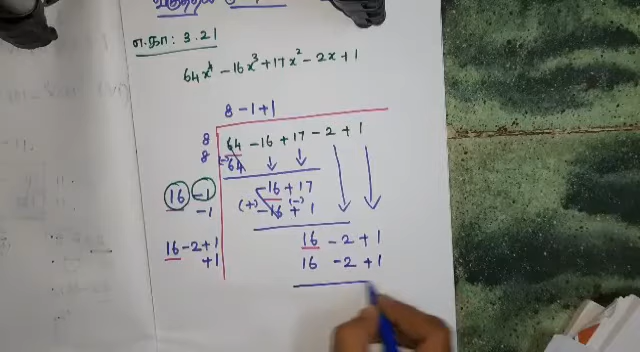 எ.கா : 3.21
64x⁴ - 16x³ + 17x² - 2x + 1
8 - 1 + 1
8 64 - 16 + 17 - 2 + 1
8 (-) 64
16 -1 -16 + 17
-1 (+) -16 + 1 (-)
16 - 2 + 1
16 - 2 + 1 16 - 2 + 1
+1